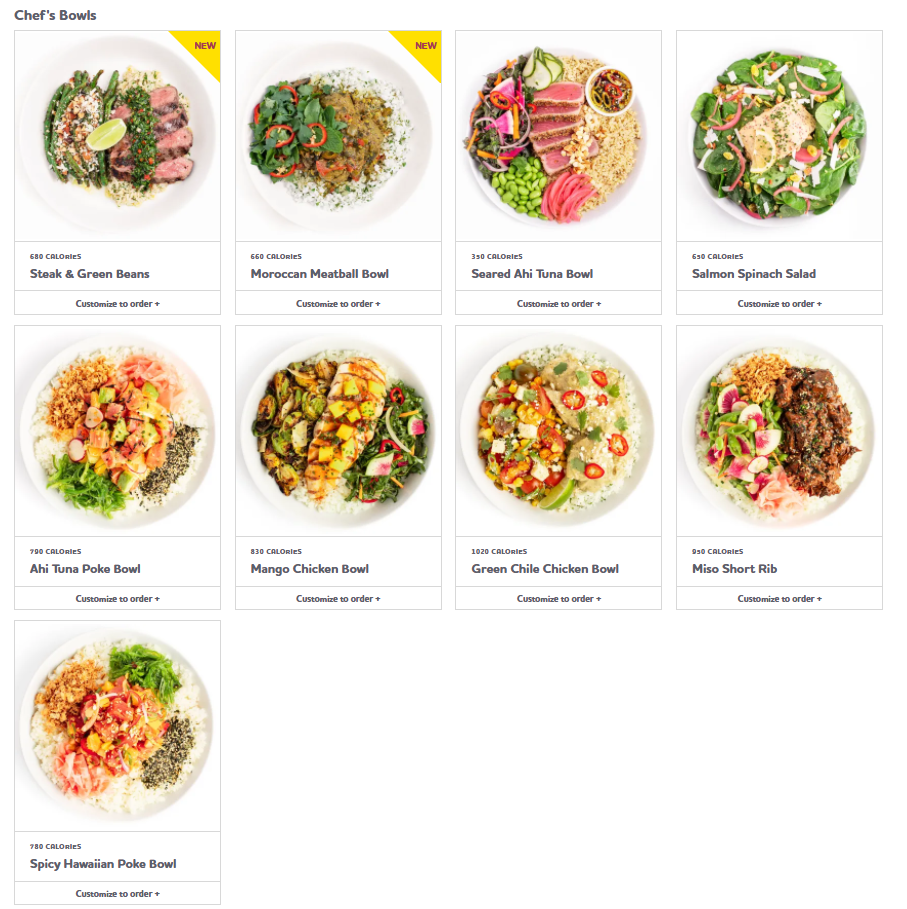 Chef's Bowls
NEW
NEW
680 CALORIES
Steak & Green Beans
Customize to order +
660 CALORIES
Moroccan Meatball Bowl
Customize to order +
350 CALORIES
Seared Ahi Tuna Bowl
Customize to order +
650 CALORIES
Salmon Spinach Salad
Customize to order +
790 CALORIES
Ahi Tuna Poke Bowl
Customize to order +
830 CALORIES
Mango Chicken Bowl
Customize to order +
1020 CALORIES
Green Chile Chicken Bowl
Customize to order +
950 CALORIES
Miso Short Rib
Customize to order +
780 CALORIES
Spicy Hawaiian Poke Bowl
Customize to order +